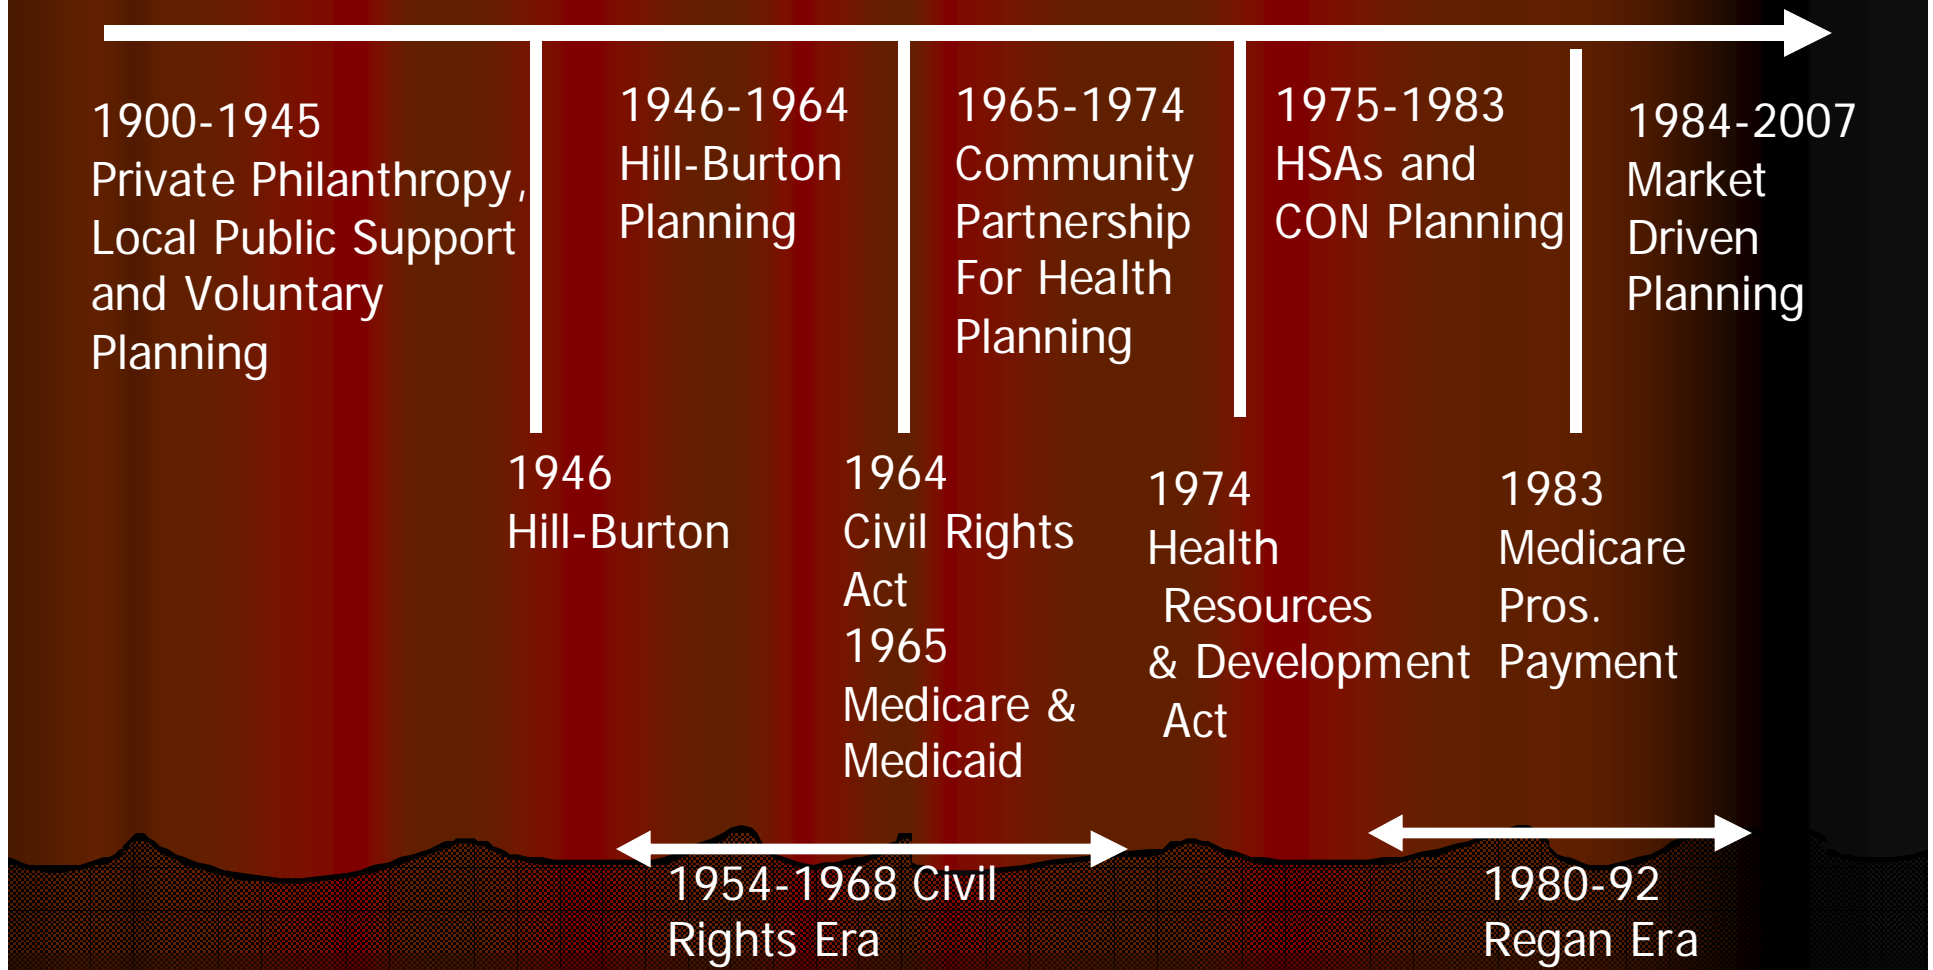 1900-1945
Private Philanthropy,
Local Public Support
and Voluntary
Planning
1946-1964
Hill-Burton
Planning
1965-1974
Community
Partnership
For Health
Planning
1975-1983
HSAs and
CON Planning
1984-2007
Market
Driven
Planning
1946
Hill-Burton
1964
Civil Rights
Act
1965
Medicare &
Medicaid
1974
Health
Resources
& Development
Act
1983
Medicare
Pros.
Payment
1954-1968 Civil
Rights Era
1980-92
Regan Era